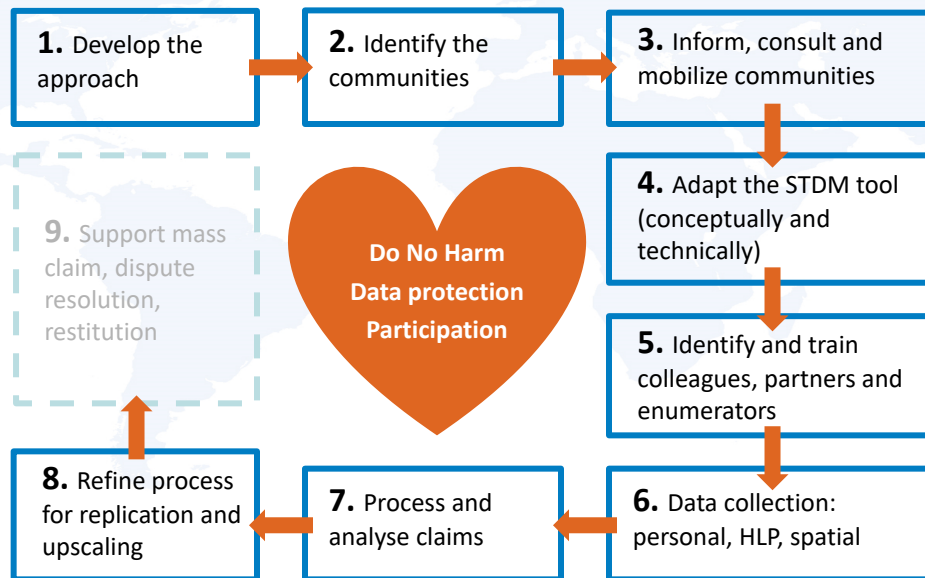 1. Develop the
approach
2. Identify the
communities
3. Inform, consult and
mobilize communities
4. Adapt the STDM tool
(conceptually and
technically)
5. Identify and train
colleagues, partners and
enumerators
6. Data collection:
personal, HLP, spatial
7. Process and
analyse claims
8. Refine process
for replication and
upscaling
9. Support mass
claim, dispute
resolution,
restitution
Do No Harm
Data protection
Participation